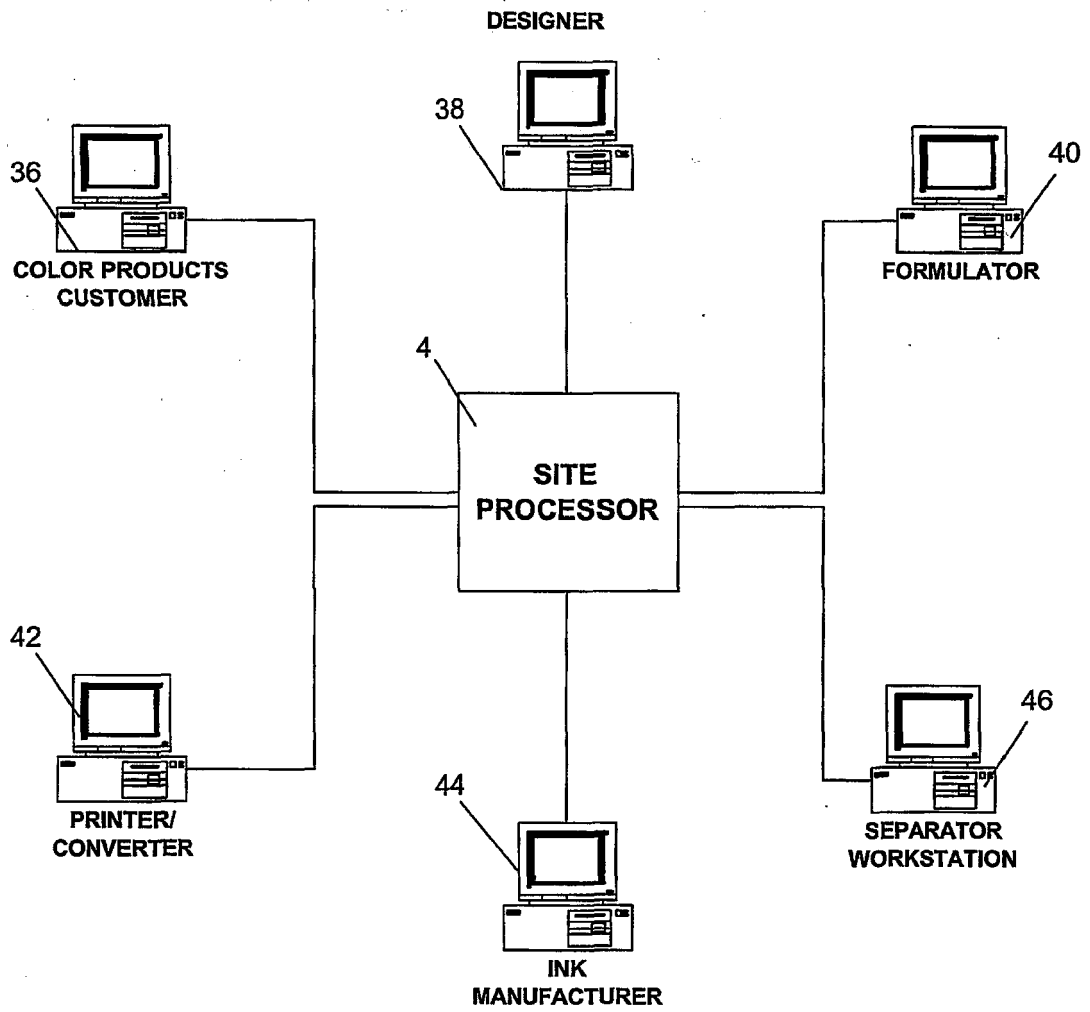 DESIGNER
38
36
40
COLOR PRODUCTS
CUSTOMER
FORMULATOR
4
SITE
PROCESSOR
42
PRINTER/
CONVERTER
44
46
SEPARATOR
WORKSTATION
INK
MANUFACTURER